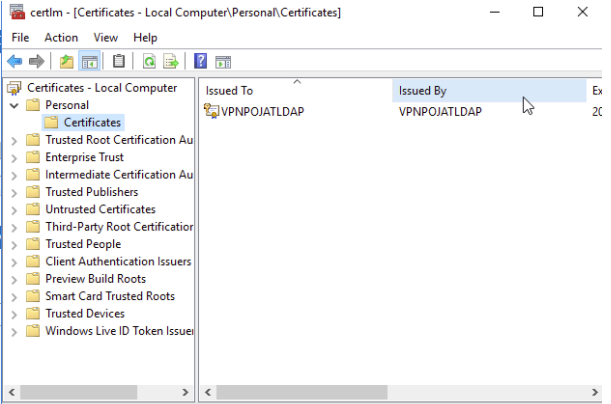 certlm - [Certificates - Local Computer\Personal\Certificates]
File Action View Help
Certificates - Local Computer
Personal
Certificates
Trusted Root Certification Au
Enterprise Trust
Intermediate Certification Au
Trusted Publishers
Untrusted Certificates
Third-Party Root Certification
Trusted People
Client Authentication Issuers
Preview Build Roots
Smart Card Trusted Roots
Trusted Devices
Windows Live ID Token Issuer
Issued To Issued By Ex
VPNPOJATLDAP VPNPOJATLDAP 20